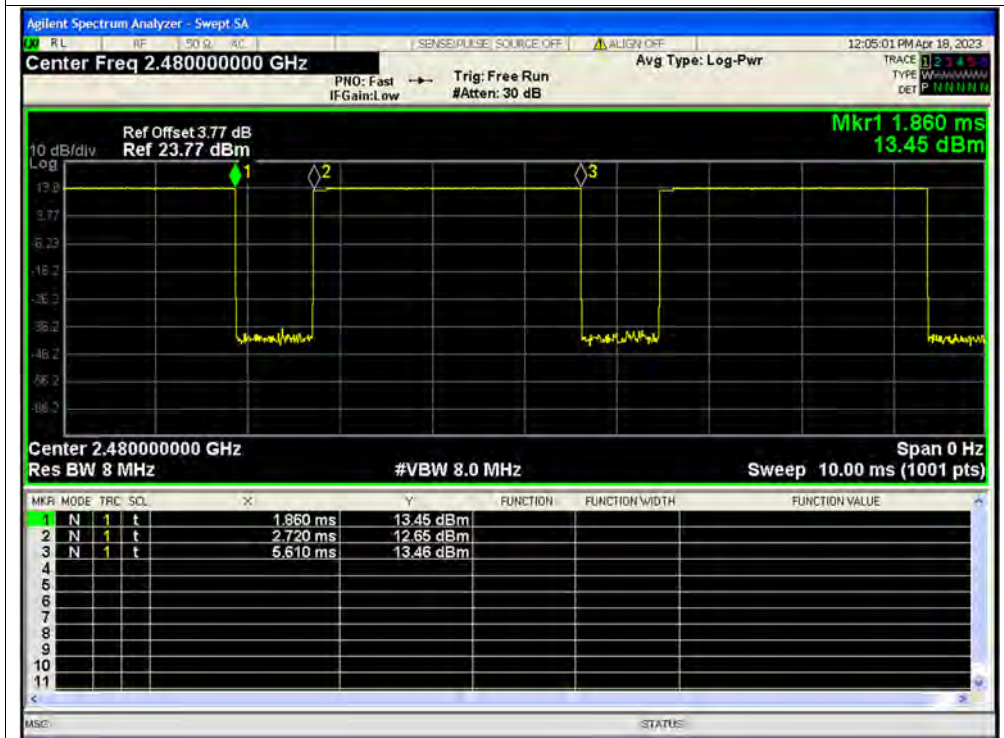 Agilent Spectrum Analyzer - Swept SA
RL RF 50 Ω AC SENSE:PULSE SOURCE OFF ALIGN OFF 12:05:01 PM Apr 18, 2023
Center Freq 2.480000000 GHz Avg Type: Log-Pwr TRACE 1 2 3 4 5 6
PNO: Fast Trig: Free Run TYPE W
IFGain:Low #Atten: 30 dB DET P N N N N N
Mkr1 1.860 ms
Ref Offset 3.77 dB
10 dB/div Ref 23.77 dBm 13.45 dBm
Log
1 2 3
13.8
3.77
-6.23
-16.2
-26.2
-36.2
-46.2
-56.2
-66.2
Center 2.480000000 GHz Span 0 Hz
Res BW 8 MHz #VBW 8.0 MHz Sweep 10.00 ms (1001 pts)
MKR MODE TRC SCL X Y FUNCTION FUNCTION WIDTH FUNCTION VALUE
1 N 1 t 1.860 ms 13.45 dBm
2 N 1 t 2.720 ms 12.65 dBm
3 N 1 t 5.610 ms 13.46 dBm
4
5
6
7
8
9
10
11
MSG STATUS